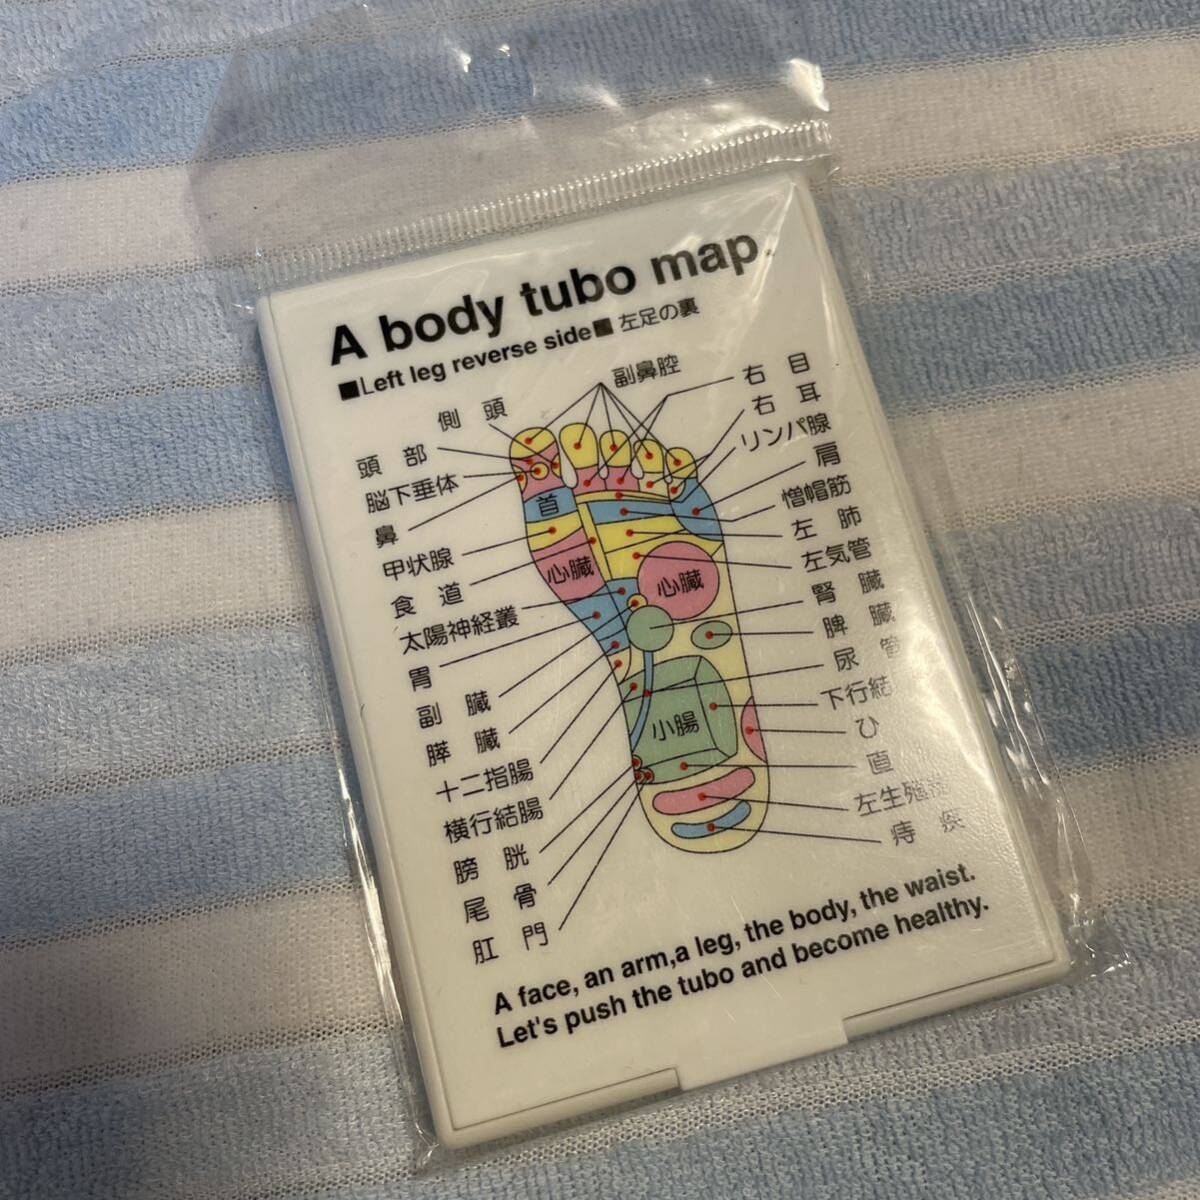 A body tubo map.
■Left leg reverse side■ 左足の裏
副鼻腔
側頭
頭部
脳下垂体
鼻
甲状腺
食道
太陽神経叢
胃
副臓
膵臓
十二指腸
横行結腸
膀胱
尾骨
肛門
右目
右耳
リンパ腺
肩
憎帽筋
左肺
左気管
腎臓
脾臓
尿管
下行結
ひ
直
左生殖
痔疾
首
心臓
心臓
小腸
A face, an arm,a leg, the body, the waist.
Let's push the tubo and become healthy.